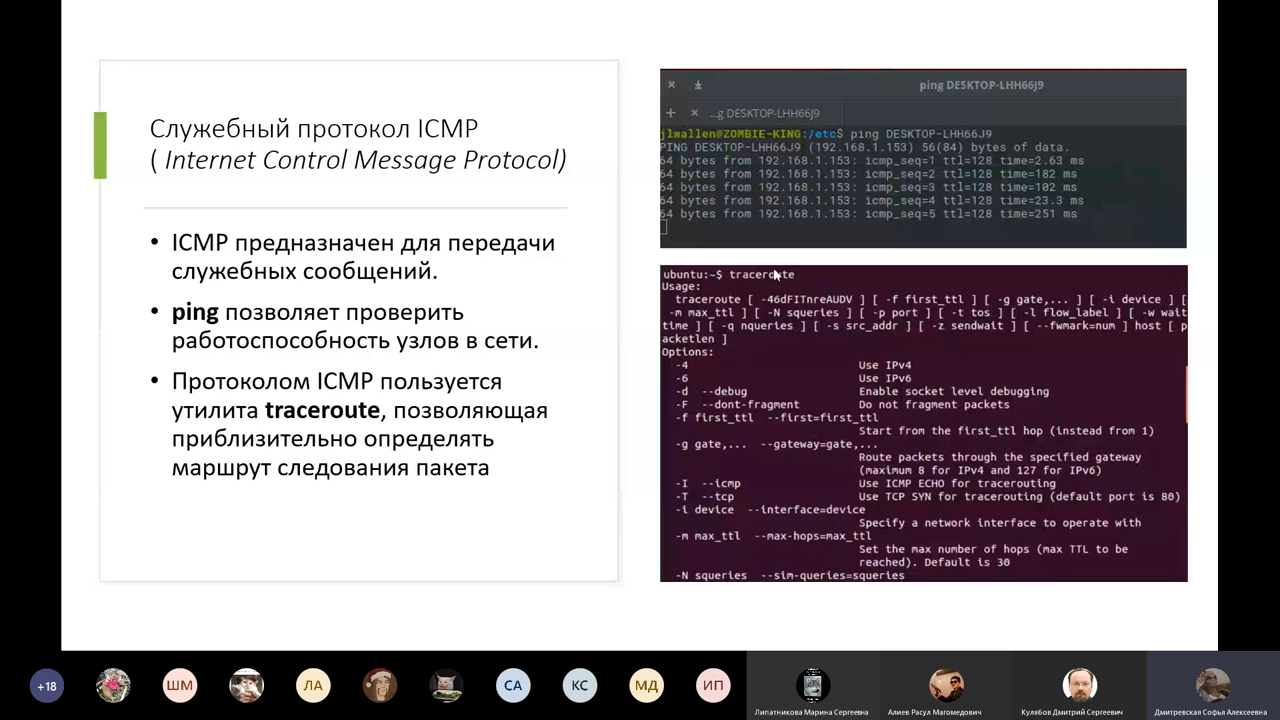 Служебный протокол ICMP
( Internet Control Message Protocol)
• ICMP предназначен для передачи
служебных сообщений.
• ping позволяет проверить
работоспособность узлов в сети.
• Протоколом ICMP пользуется
утилита traceroute, позволяющая
приблизительно определять
маршрут следования пакета
ping DESKTOP-LHH66J9
...g DESKTOP-LHH66J9
jlwallen@ZOMBIE-KING:/etc$ ping DESKTOP-LHH66J9
PING DESKTOP-LHH66J9 (192.168.1.153) 56(84) bytes of data.
64 bytes from 192.168.1.153: icmp_seq=1 ttl=128 time=2.63 ms
64 bytes from 192.168.1.153: icmp_seq=2 ttl=128 time=182 ms
64 bytes from 192.168.1.153: icmp_seq=3 ttl=128 time=102 ms
64 bytes from 192.168.1.153: icmp_seq=4 ttl=128 time=23.3 ms
64 bytes from 192.168.1.153: icmp_seq=5 ttl=128 time=251 ms
ubuntu:~$ traceroute
Usage:
traceroute [ -46dFITnreAUDV ] [ -f first_ttl ] [ -g gate,... ] [ -i device ] [
-m max_ttl ] [ -N squeries ] [ -p port ] [ -t tos ] [ -l flow_label ] [ -w wait
time ] [ -q nqueries ] [ -s src_addr ] [ -z sendwait ] [ --fwmark=num ] host [ p
acketlen ]
Options:
-4 Use IPv4
-6 Use IPv6
-d --debug Enable socket level debugging
-F --dont-fragment Do not fragment packets
-f first_ttl --first=first_ttl
Start from the first_ttl hop (instead from 1)
-g gate,... --gateway=gate,...
Route packets through the specified gateway
(maximum 8 for IPv4 and 127 for IPv6)
-I --icmp Use ICMP ECHO for tracerouting
-T --tcp Use TCP SYN for tracerouting (default port is 80)
-i device --interface=device
Specify a network interface to operate with
-m max_ttl --max-hops=max_ttl
Set the max number of hops (max TTL to be
reached). Default is 30
-N squeries --sim-queries=squeries
+18 ШМ ЛА СА КС МД ИП
Липатникова Марина Сергеевна Алиев Расул Магомедович Кулябов Дмитрий Сергеевич Дмитревская Софья Алексеевна